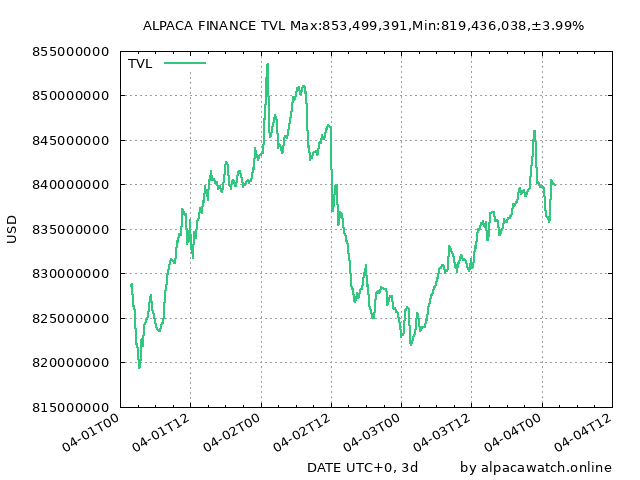 ALPACA FINANCE TVL Max:853,499,391,Min:819,436,038,±3.99%
TVL
855000000
850000000
845000000
840000000
835000000
830000000
825000000
820000000
815000000
USD
04-01T00
04-01T12
04-02T00
04-02T12
04-03T00
04-03T12
04-04T00
04-04T12
DATE UTC+0, 3d
by alpacawatch.online